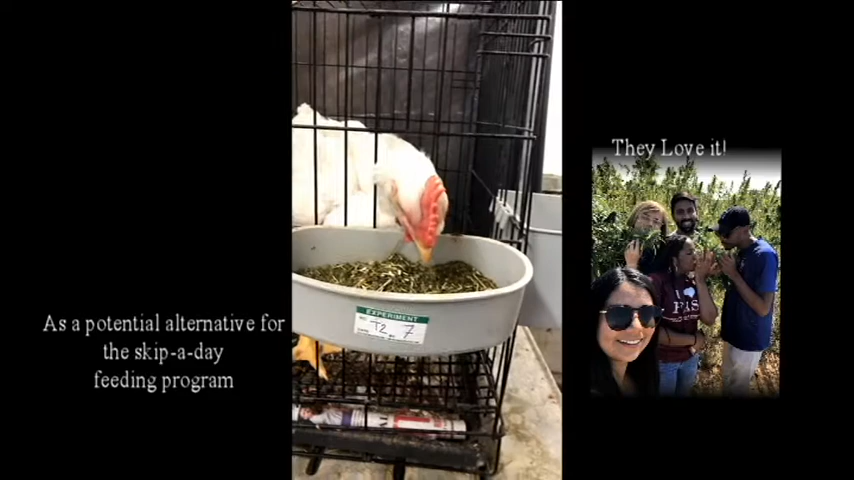 They Love it!
As a potential alternative for
the skip-a-day
feeding program
EXPERIMENT
T2
7